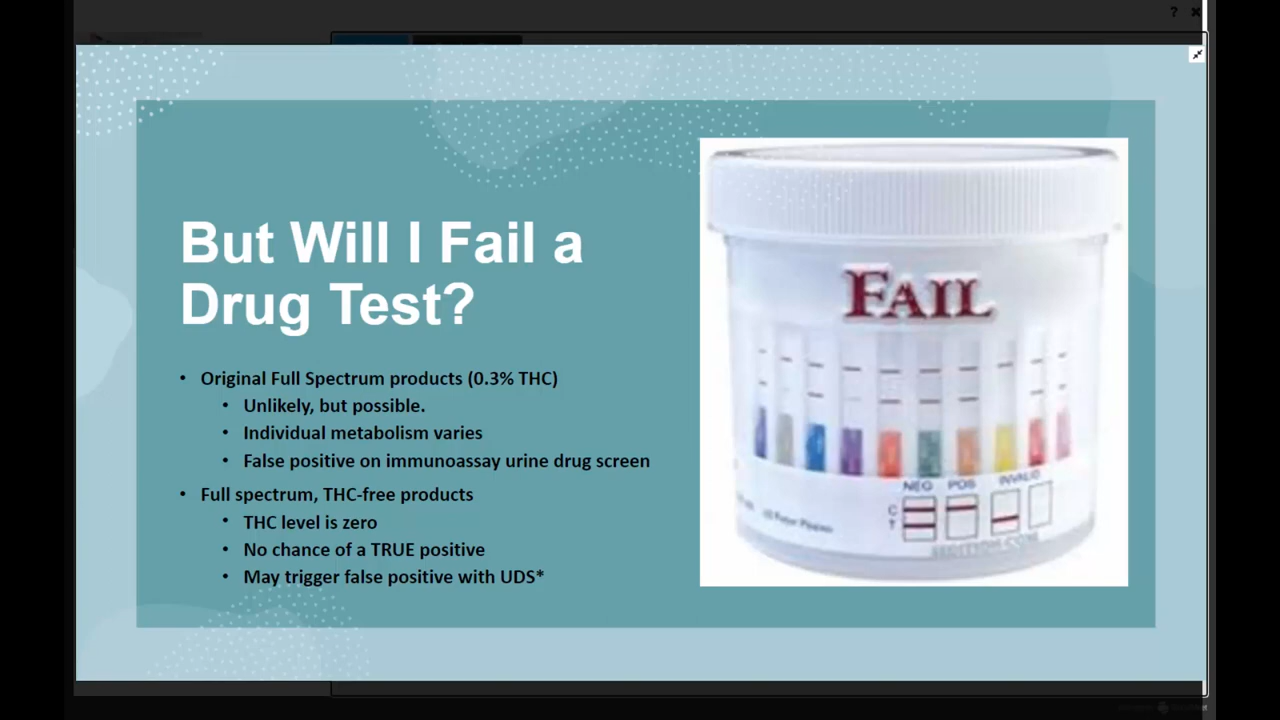 ?
But Will I Fail a
Drug Test?
• Original Full Spectrum products (0.3% THC)
• Unlikely, but possible.
• Individual metabolism varies
• False positive on immunoassay urine drug screen
• Full spectrum, THC-free products
• THC level is zero
• No chance of a TRUE positive
• May trigger false positive with UDS*
FAIL
NEG POS INVALID
C
T